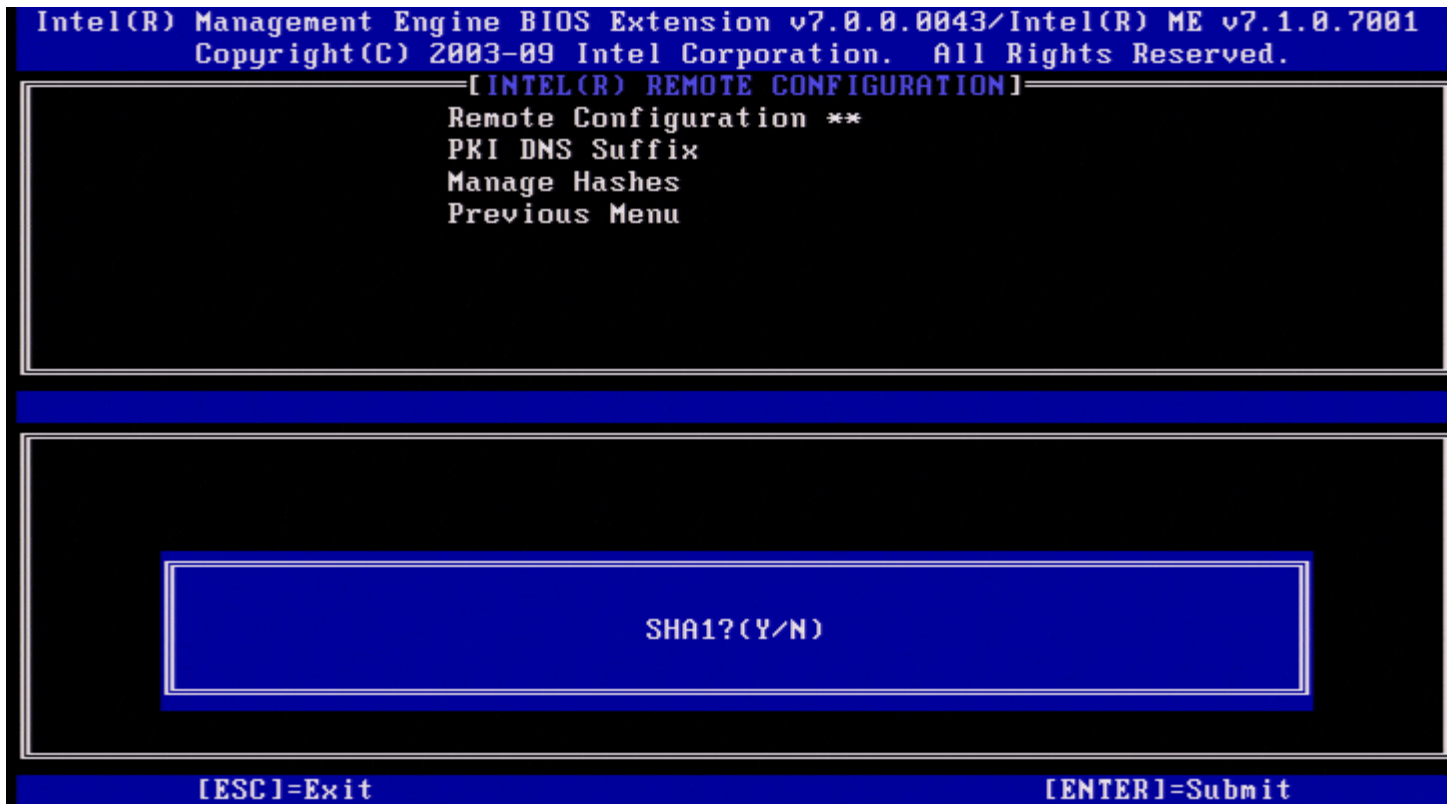 Intel(R) Management Engine BIOS Extension v7.0.0.0043/Intel(R) ME v7.1.0.7001
Copyright(C) 2003-09 Intel Corporation. All Rights Reserved.
[INTEL(R) REMOTE CONFIGURATION]
Remote Configuration **
PKI DNS Suffix
Manage Hashes
Previous Menu
SHA1?(Y/N)
[ESC]=Exit [ENTER]=Submit